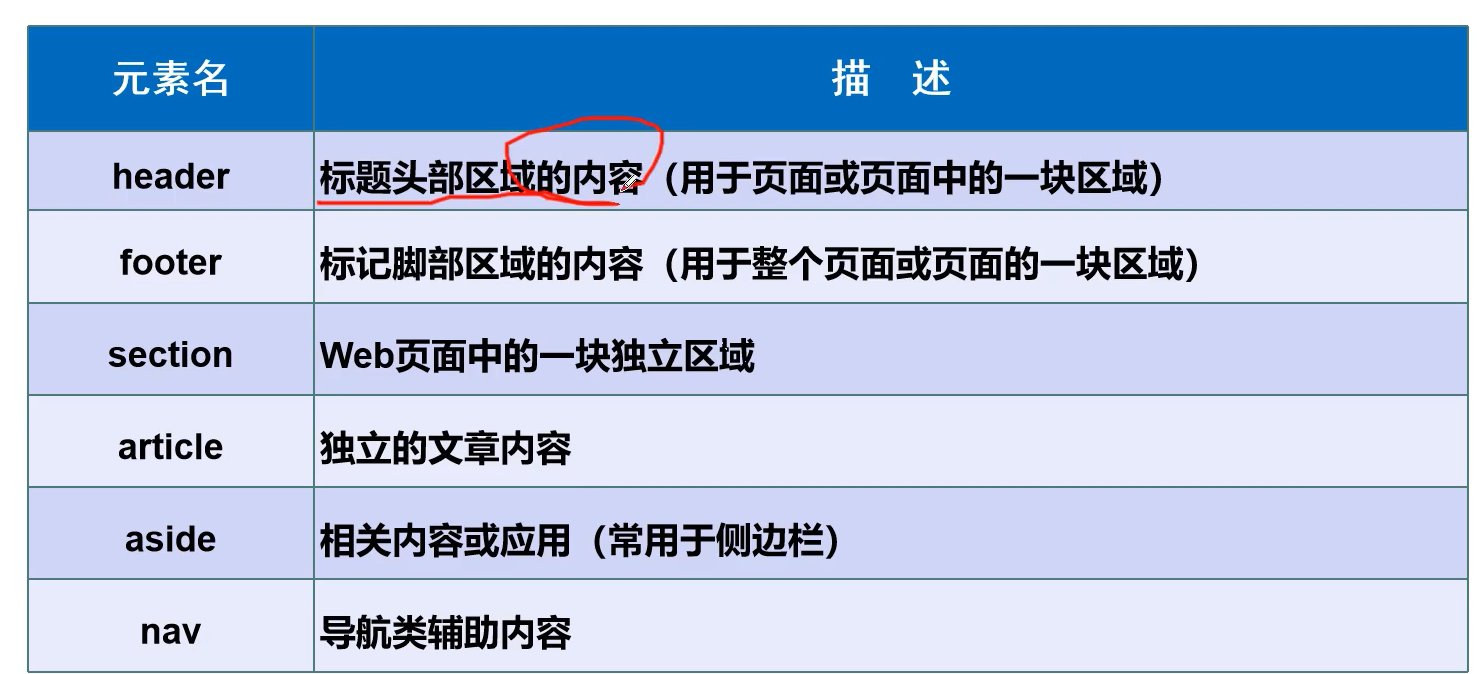 元素名 描 述
header 标题头部区域的内容（用于页面或页面中的一块区域）
footer 标记脚部区域的内容（用于整个页面或页面的一块区域）
section Web页面中的一块独立区域
article 独立的文章内容
aside 相关内容或应用（常用于侧边栏）
nav 导航类辅助内容